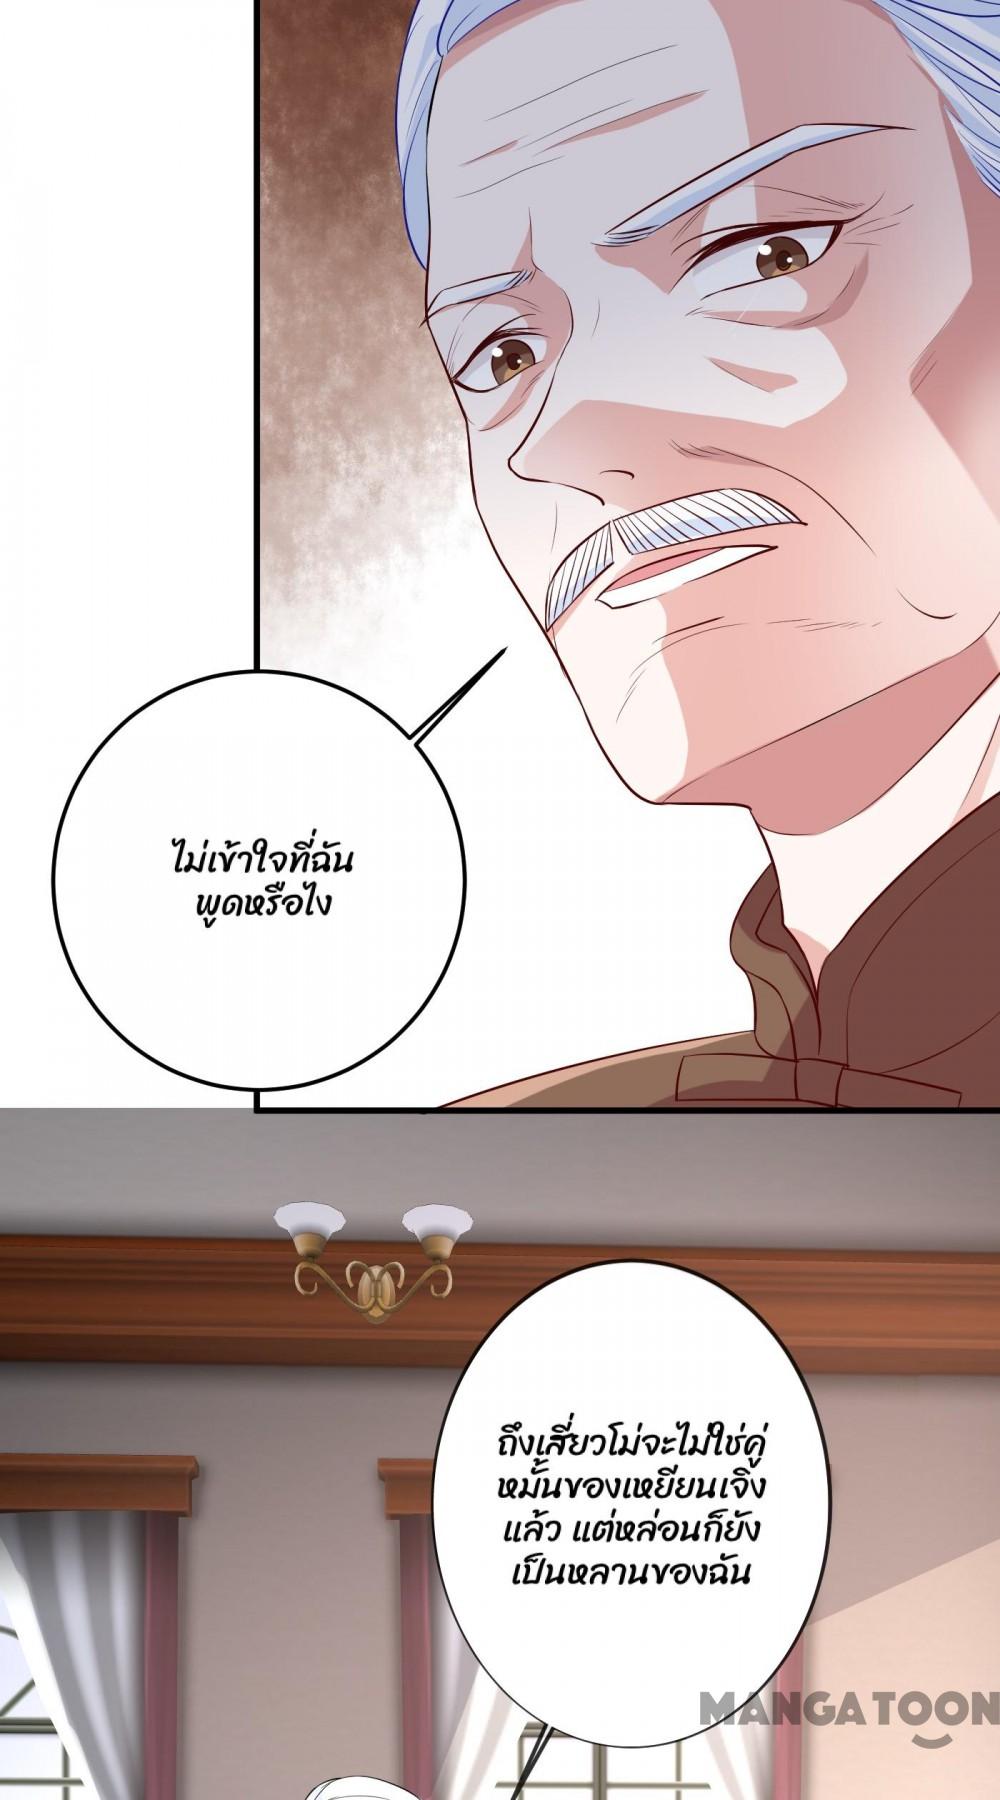 ไม่เข้าใจที่ฉัน
พูดหรือไง
ถึงเสี่ยวโม่จะไม่ใช่คู่
หมั้นของเหยียนเจิ๋ง
แล้ว แต่หล่อนก็ยัง
เป็นหลานของฉัน
MANGATOON